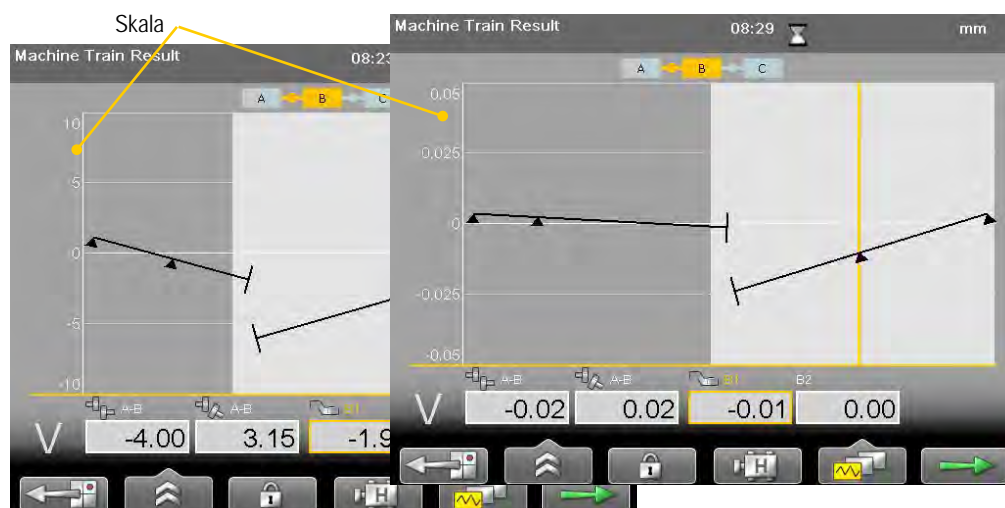 Skala
Machine Train Result 08:23
A B C
10
5
0
-5
-10
A-B A-B B1
V -4.00 3.15 -1.9
H
Machine Train Result 08:29 mm
A B C
0.05
0.025
0
-0.025
-0.05
A-B A-B B1 B2
V -0.02 0.02 -0.01 0.00
H